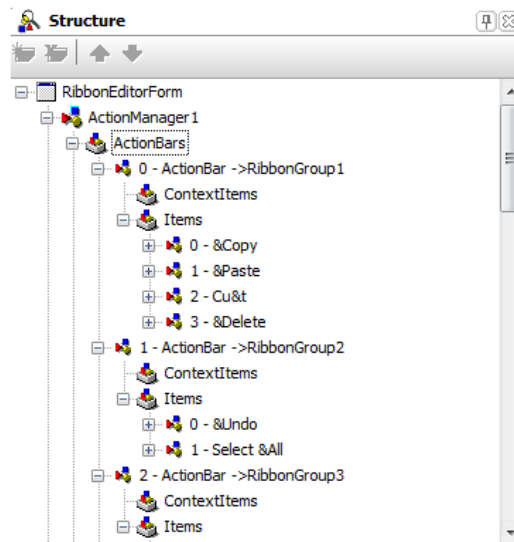 Structure
RibbonEditorForm
ActionManager1
ActionBars
0 - ActionBar ->RibbonGroup1
ContextItems
Items
0 - &Copy
1 - &Paste
2 - Cu&t
3 - &Delete
1 - ActionBar ->RibbonGroup2
ContextItems
Items
0 - &Undo
1 - Select &All
2 - ActionBar ->RibbonGroup3
ContextItems
Items